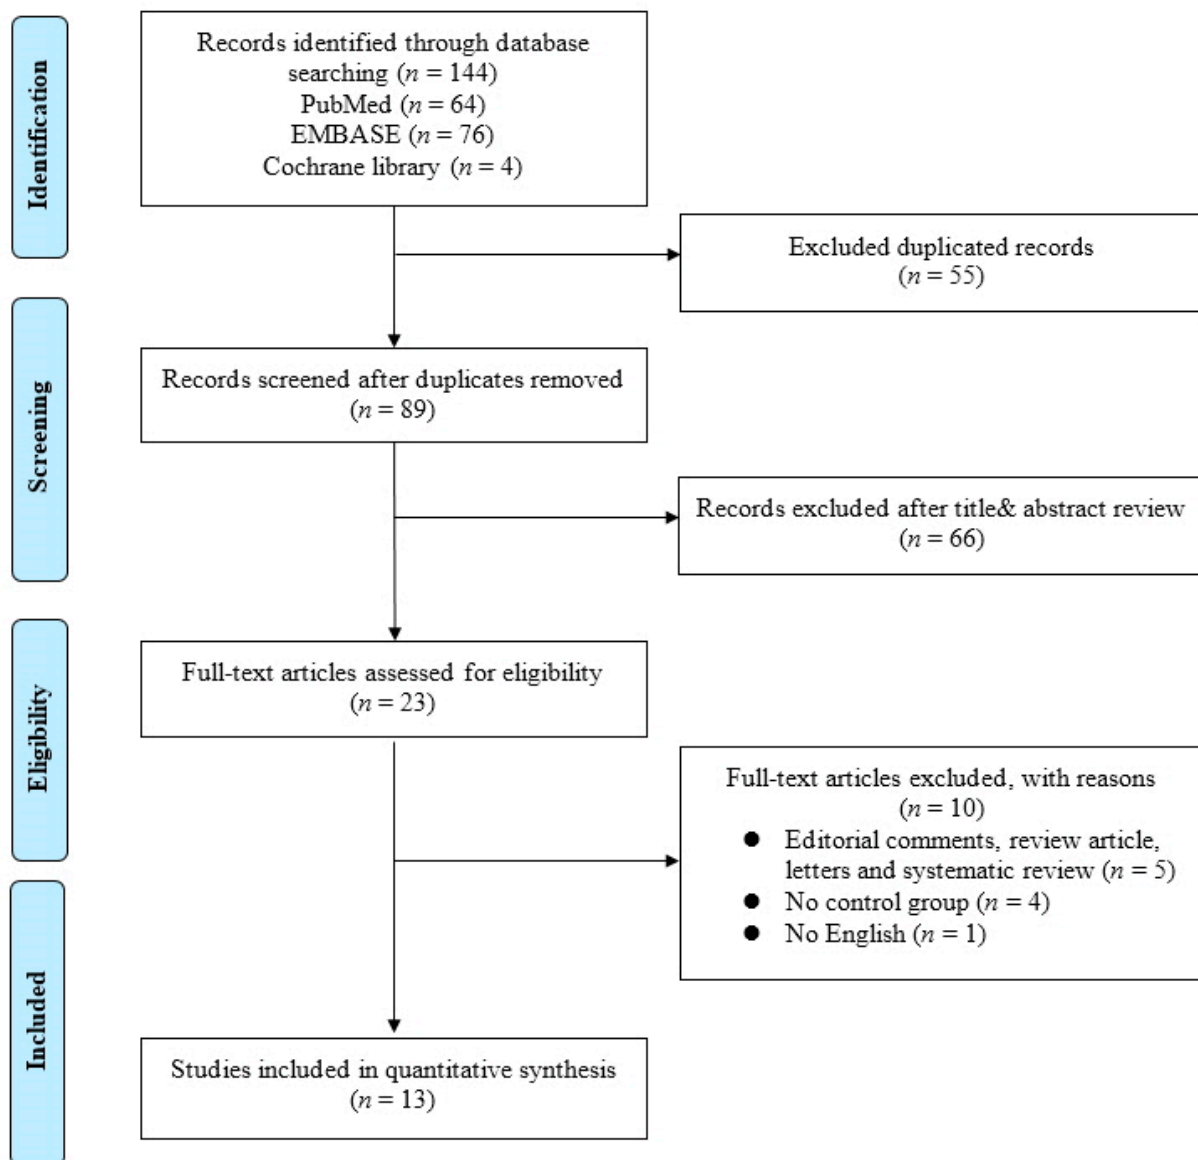 Identification
Records identified through database
searching (n = 144)
PubMed (n = 64)
EMBASE (n = 76)
Cochrane library (n = 4)
Excluded duplicated records
(n = 55)
Screening
Records screened after duplicates removed
(n = 89)
Records excluded after title& abstract review
(n = 66)
Eligibility
Full-text articles assessed for eligibility
(n = 23)
Full-text articles excluded, with reasons
(n = 10)
● Editorial comments, review article,
letters and systematic review (n = 5)
● No control group (n = 4)
● No English (n = 1)
Included
Studies included in quantitative synthesis
(n = 13)